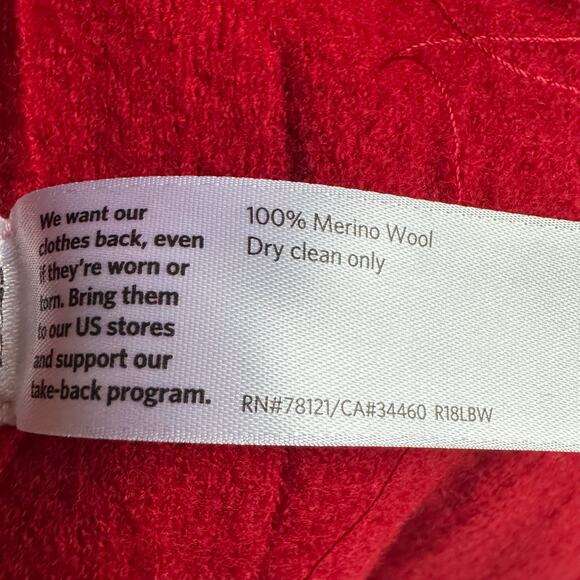 We want our
clothes back, even
if they're worn or
torn. Bring them
to our US stores
and support our
take-back program.
100% Merino Wool
Dry clean only
RN#78121/CA#34460 R18LBW